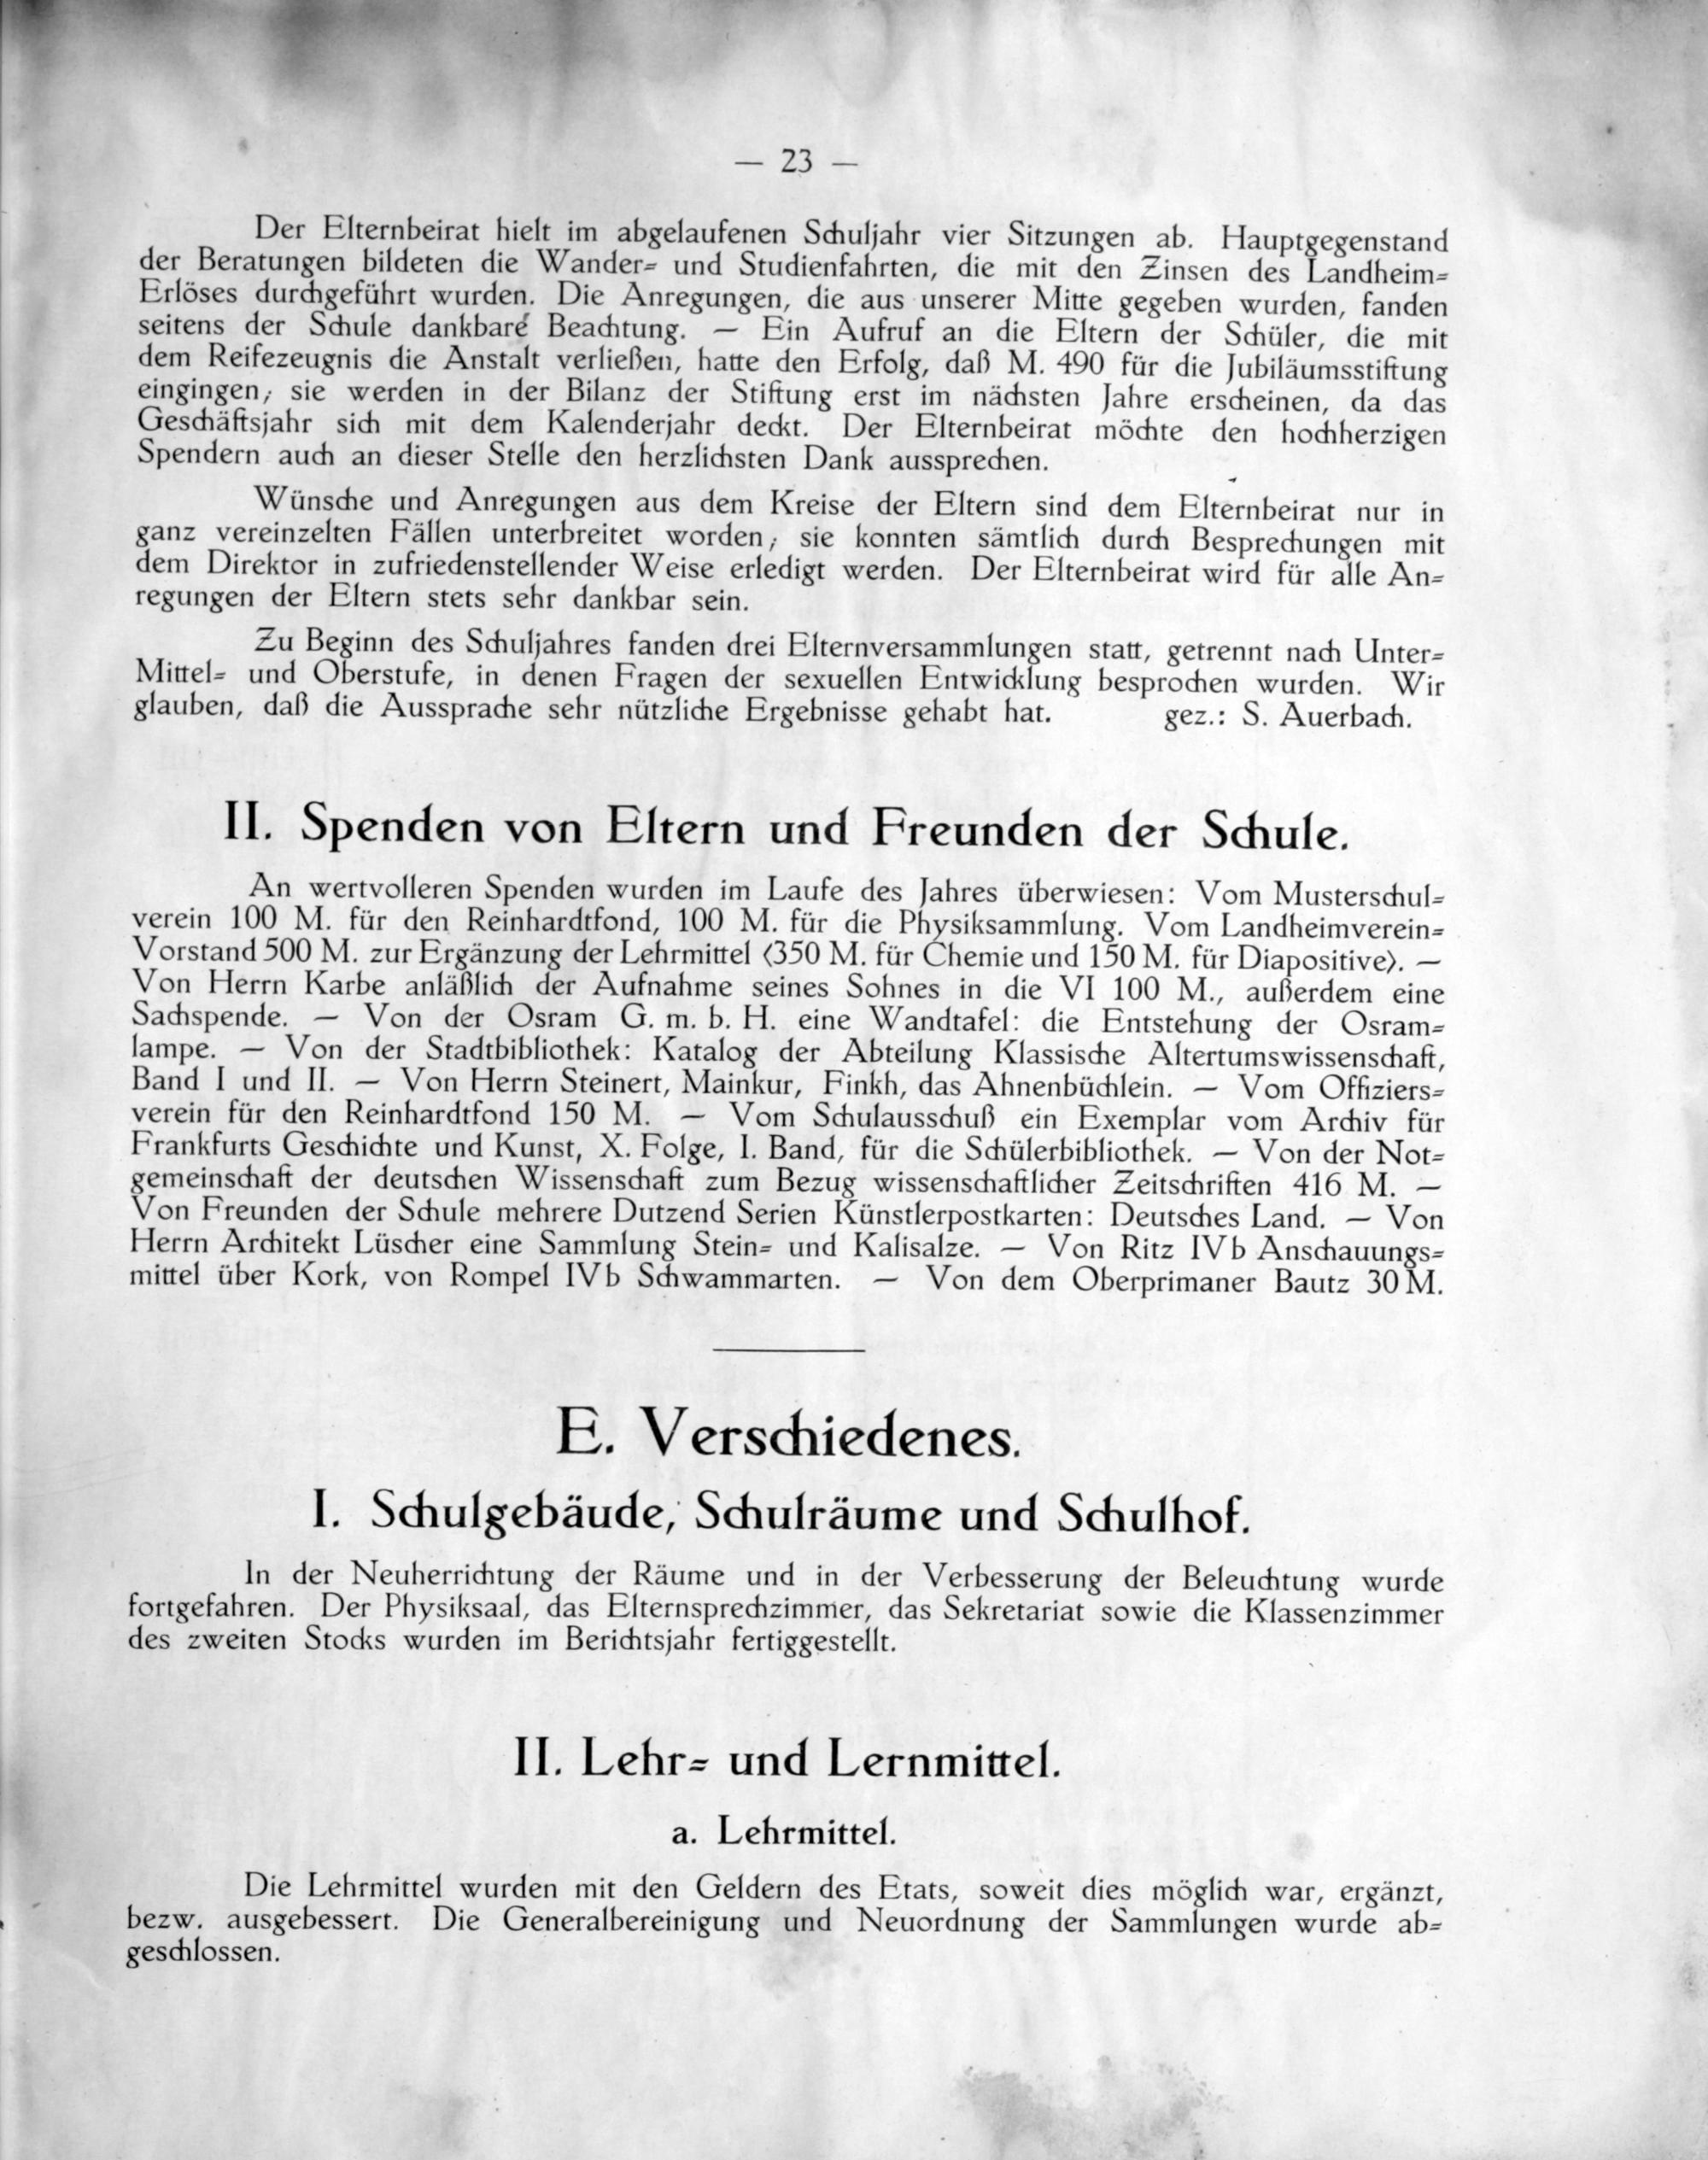 — 23 —
Der Elternbeirat hielt im abgelaufenen Schuljahr vier Sitzungen ab. Hauptgegenstand
der Beratungen bildeten die Wander= und Studienfahrten, die mit den Zinsen des Landheim=
Erlöses durchgeführt wurden. Die Anregungen, die aus unserer Mitte gegeben wurden, fanden
seitens der Schule dankbare Beachtung. — Ein Aufruf an die Eltern der Schüler, die mit
dem Reifezeugnis die Anstalt verließen, hatte den Erfolg, daß M. 490 für die Jubiläumsstiftung
eingingen; sie werden in der Bilanz der Stiftung erst im nächsten Jahre erscheinen, da das
Geschäftsjahr sich mit dem Kalenderjahr deckt. Der Elternbeirat möchte den hochherzigen
Spendern auch an dieser Stelle den herzlichsten Dank aussprechen.
Wünsche und Anregungen aus dem Kreise der Eltern sind dem Elternbeirat nur in
ganz vereinzelten Fällen unterbreitet worden; sie konnten sämtlich durch Besprechungen mit
dem Direktor in zufriedenstellender Weise erledigt werden. Der Elternbeirat wird für alle An=
regungen der Eltern stets sehr dankbar sein.
Zu Beginn des Schuljahres fanden drei Elternversammlungen statt, getrennt nach Unter=
Mittel= und Oberstufe, in denen Fragen der sexuellen Entwicklung besprochen wurden. Wir
glauben, daß die Aussprache sehr nützliche Ergebnisse gehabt hat. gez.: S. Auerbach.
II. Spenden von Eltern und Freunden der Schule.
An wertvolleren Spenden wurden im Laufe des Jahres überwiesen: Vom Musterschul=
verein 100 M. für den Reinhardtfond, 100 M. für die Physiksammlung. Vom Landheimverein=
Vorstand 500 M. zur Ergänzung der Lehrmittel (350 M. für Chemie und 150 M. für Diapositive). —
Von Herrn Karbe anläßlich der Aufnahme seines Sohnes in die VI 100 M., außerdem eine
Sachspende. — Von der Osram G. m. b. H. eine Wandtafel: die Entstehung der Osram=
lampe. — Von der Stadtbibliothek: Katalog der Abteilung Klassische Altertumswissenschaft,
Band I und II. — Von Herrn Steinert, Mainkur, Finkh, das Ahnenbüchlein. — Vom Offiziers=
verein für den Reinhardtfond 150 M. — Vom Schulausschuß ein Exemplar vom Archiv für
Frankfurts Geschichte und Kunst, X. Folge, I. Band, für die Schülerbibliothek. — Von der Not=
gemeinschaft der deutschen Wissenschaft zum Bezug wissenschaftlicher Zeitschriften 416 M. —
Von Freunden der Schule mehrere Dutzend Serien Künstlerpostkarten: Deutsches Land. — Von
Herrn Architekt Lüscher eine Sammlung Stein= und Kalisalze. — Von Ritz IVb Anschauungs=
mittel über Kork, von Rompel IVb Schwammarten. — Von dem Oberprimaner Bautz 30 M.
E. Verschiedenes.
I. Schulgebäude, Schulräume und Schulhof.
In der Neuherrichtung der Räume und in der Verbesserung der Beleuchtung wurde
fortgefahren. Der Physiksaal, das Elternsprechzimmer, das Sekretariat sowie die Klassenzimmer
des zweiten Stocks wurden im Berichtsjahr fertiggestellt.
II. Lehr= und Lernmittel.
a. Lehrmittel.
Die Lehrmittel wurden mit den Geldern des Etats, soweit dies möglich war, ergänzt,
bezw. ausgebessert. Die Generalbereinigung und Neuordnung der Sammlungen wurde ab=
geschlossen.